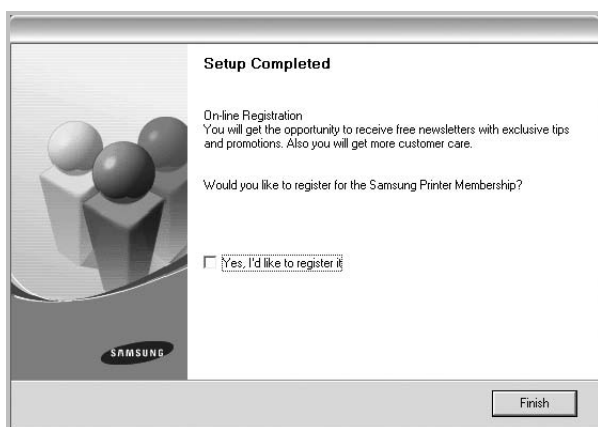 Setup Completed
On-line Registration
You will get the opportunity to receive free newsletters with exclusive tips
and promotions. Also you will get more customer care.
Would you like to register for the Samsung Printer Membership?
Yes, I'd like to register it
SAMSUNG
Finish